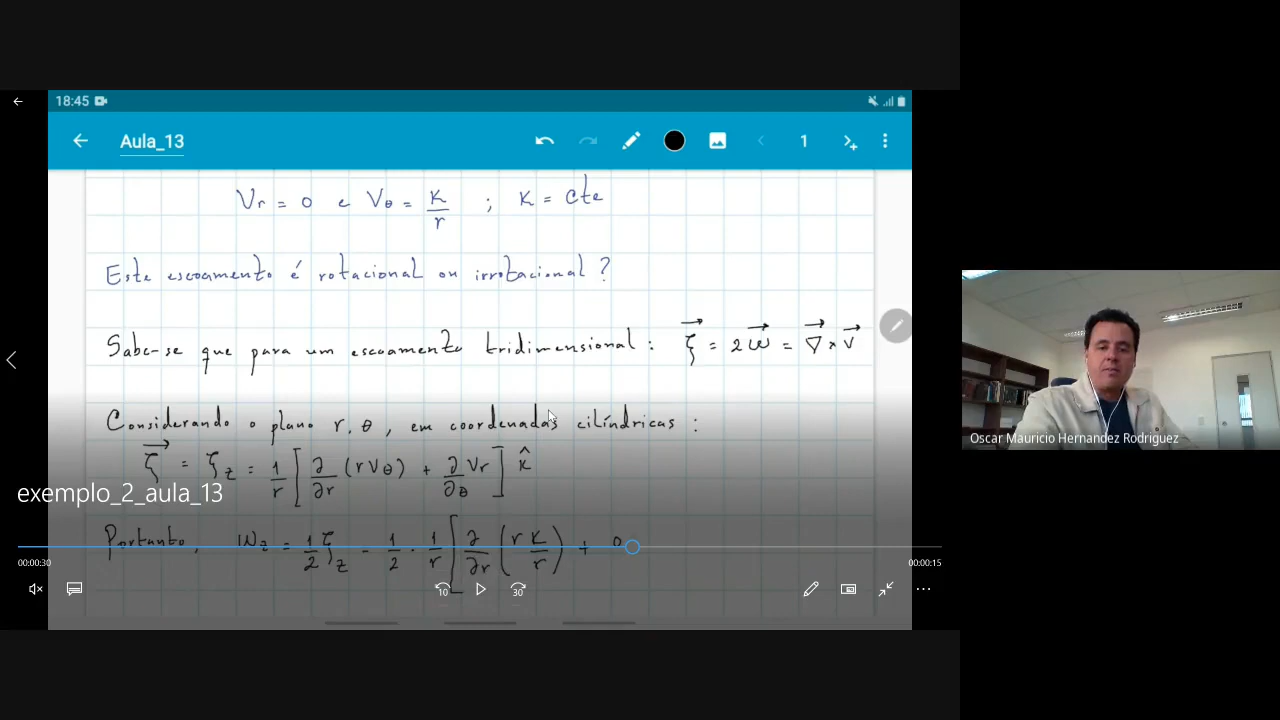 18:45
Aula_13
1
Vr = 0 e Vθ = K/r ; K = cte
Este escoamento é rotacional ou irrotacional ?
Sabe-se que para um escoamento tridimensional : ζ⃗ = 2 ω⃗ = ∇⃗ × V⃗
Considerando o plano r, θ, em coordenadas cilíndricas :
ζ⃗ = ζz = 1/r [ ∂/∂r (r Vθ) + ∂/∂θ Vr ] k̂
exemplo_2_aula_13
Portanto, ωz = 1/2 ζz = 1/2 · 1/r [ ∂/∂r ( r K/r ) + 0
00:00:30
00:00:15
10
30
Oscar Mauricio Hernandez Rodriguez